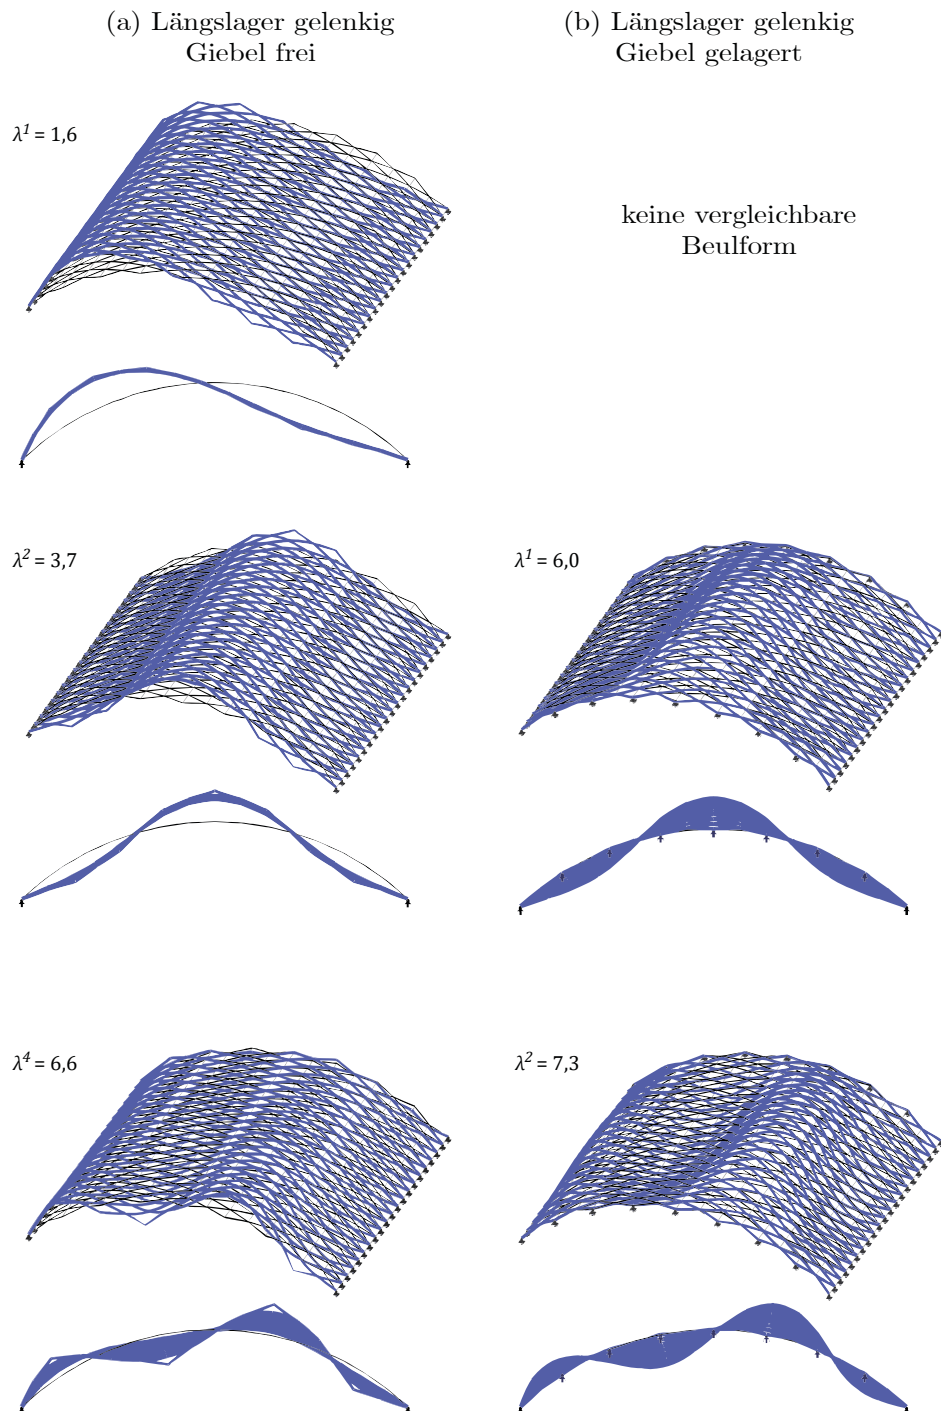 (a) Längslager gelenkig
Giebel frei
(b) Längslager gelenkig
Giebel gelagert
λ¹ = 1,6
keine vergleichbare
Beulform
λ² = 3,7
λ¹ = 6,0
λ⁴ = 6,6
λ² = 7,3